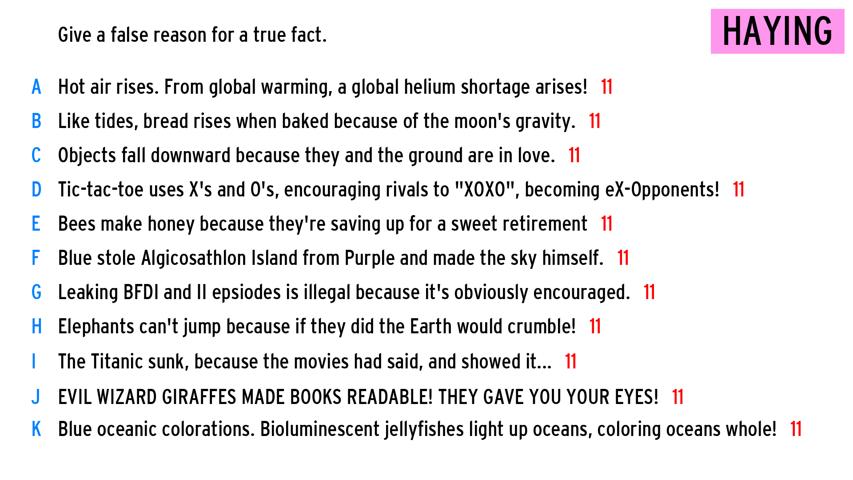 Give a false reason for a true fact.
HAYING
A Hot air rises. From global warming, a global helium shortage arises! 11
B Like tides, bread rises when baked because of the moon's gravity. 11
C Objects fall downward because they and the ground are in love. 11
D Tic-tac-toe uses X's and O's, encouraging rivals to "XOXO", becoming eX-Opponents! 11
E Bees make honey because they're saving up for a sweet retirement 11
F Blue stole Algicosathlon Island from Purple and made the sky himself. 11
G Leaking BFDI and II epsiodes is illegal because it's obviously encouraged. 11
H Elephants can't jump because if they did the Earth would crumble! 11
I The Titanic sunk, because the movies had said, and showed it... 11
J EVIL WIZARD GIRAFFES MADE BOOKS READABLE! THEY GAVE YOU YOUR EYES! 11
K Blue oceanic colorations. Bioluminescent jellyfishes light up oceans, coloring oceans whole! 11